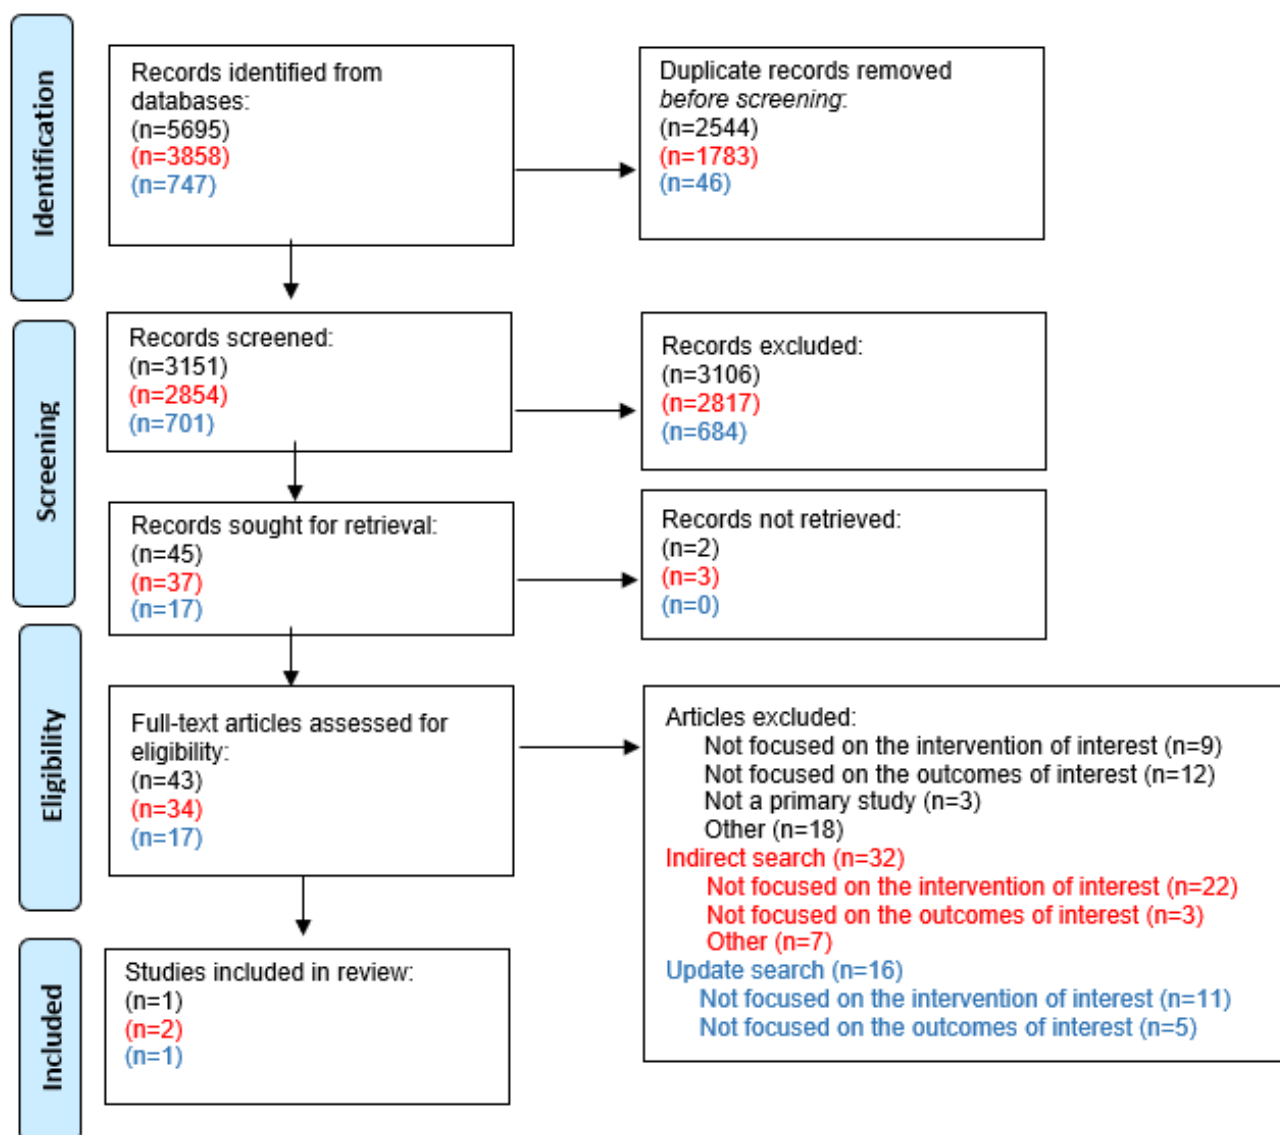 Identification
Records identified from
databases:
(n=5695)
(n=3858)
(n=747)
Duplicate records removed
before screening:
(n=2544)
(n=1783)
(n=46)
Screening
Records screened:
(n=3151)
(n=2854)
(n=701)
Records excluded:
(n=3106)
(n=2817)
(n=684)
Records sought for retrieval:
(n=45)
(n=37)
(n=17)
Records not retrieved:
(n=2)
(n=3)
(n=0)
Eligibility
Full-text articles assessed for
eligibility:
(n=43)
(n=34)
(n=17)
Articles excluded:
Not focused on the intervention of interest (n=9)
Not focused on the outcomes of interest (n=12)
Not a primary study (n=3)
Other (n=18)
Indirect search (n=32)
Not focused on the intervention of interest (n=22)
Not focused on the outcomes of interest (n=3)
Other (n=7)
Update search (n=16)
Not focused on the intervention of interest (n=11)
Not focused on the outcomes of interest (n=5)
Included
Studies included in review:
(n=1)
(n=2)
(n=1)